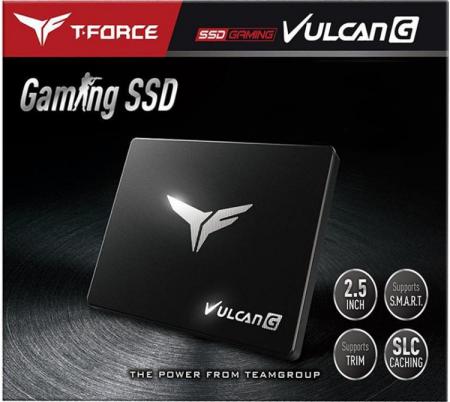 T-FORCE
SSD GAMING VULCAN G
Gaming SSD
VULCAN G
2.5 INCH
Supports S.M.A.R.T.
Supports TRIM
SLC CACHING
THE POWER FROM TEAMGROUP